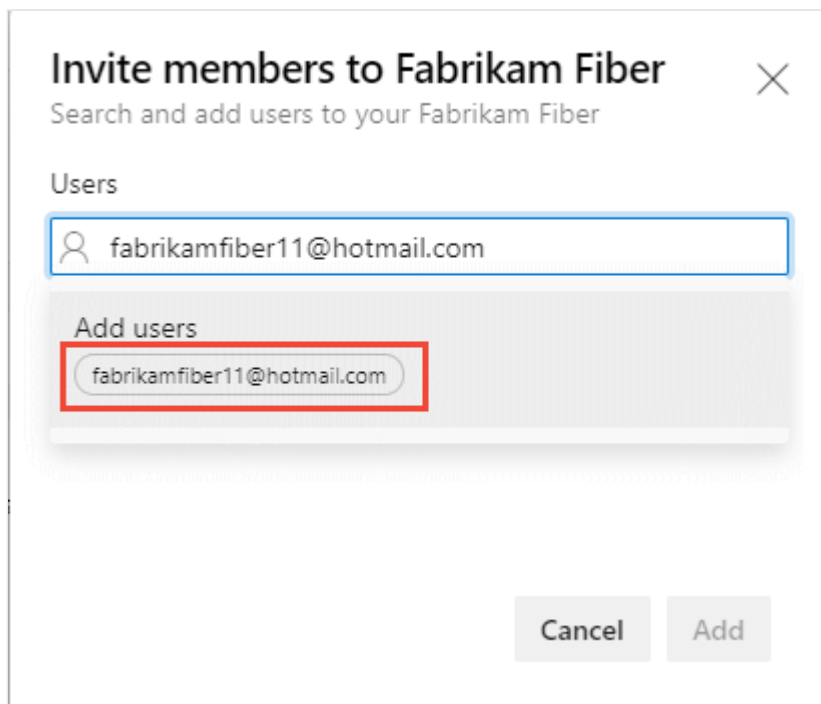 Invite members to Fabrikam Fiber
Search and add users to your Fabrikam Fiber
Users
fabrikamfiber11@hotmail.com
Add users
fabrikamfiber11@hotmail.com
Cancel Add